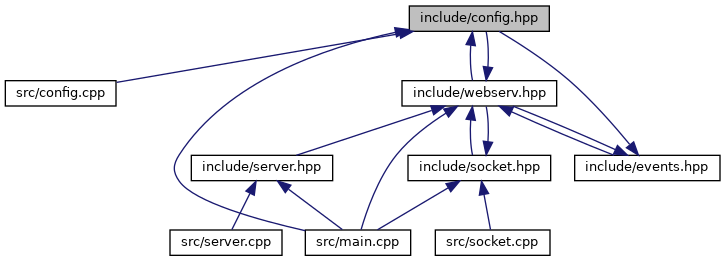 include/config.hpp
src/config.cpp
include/webserv.hpp
include/server.hpp
include/socket.hpp
include/events.hpp
src/server.cpp
src/main.cpp
src/socket.cpp